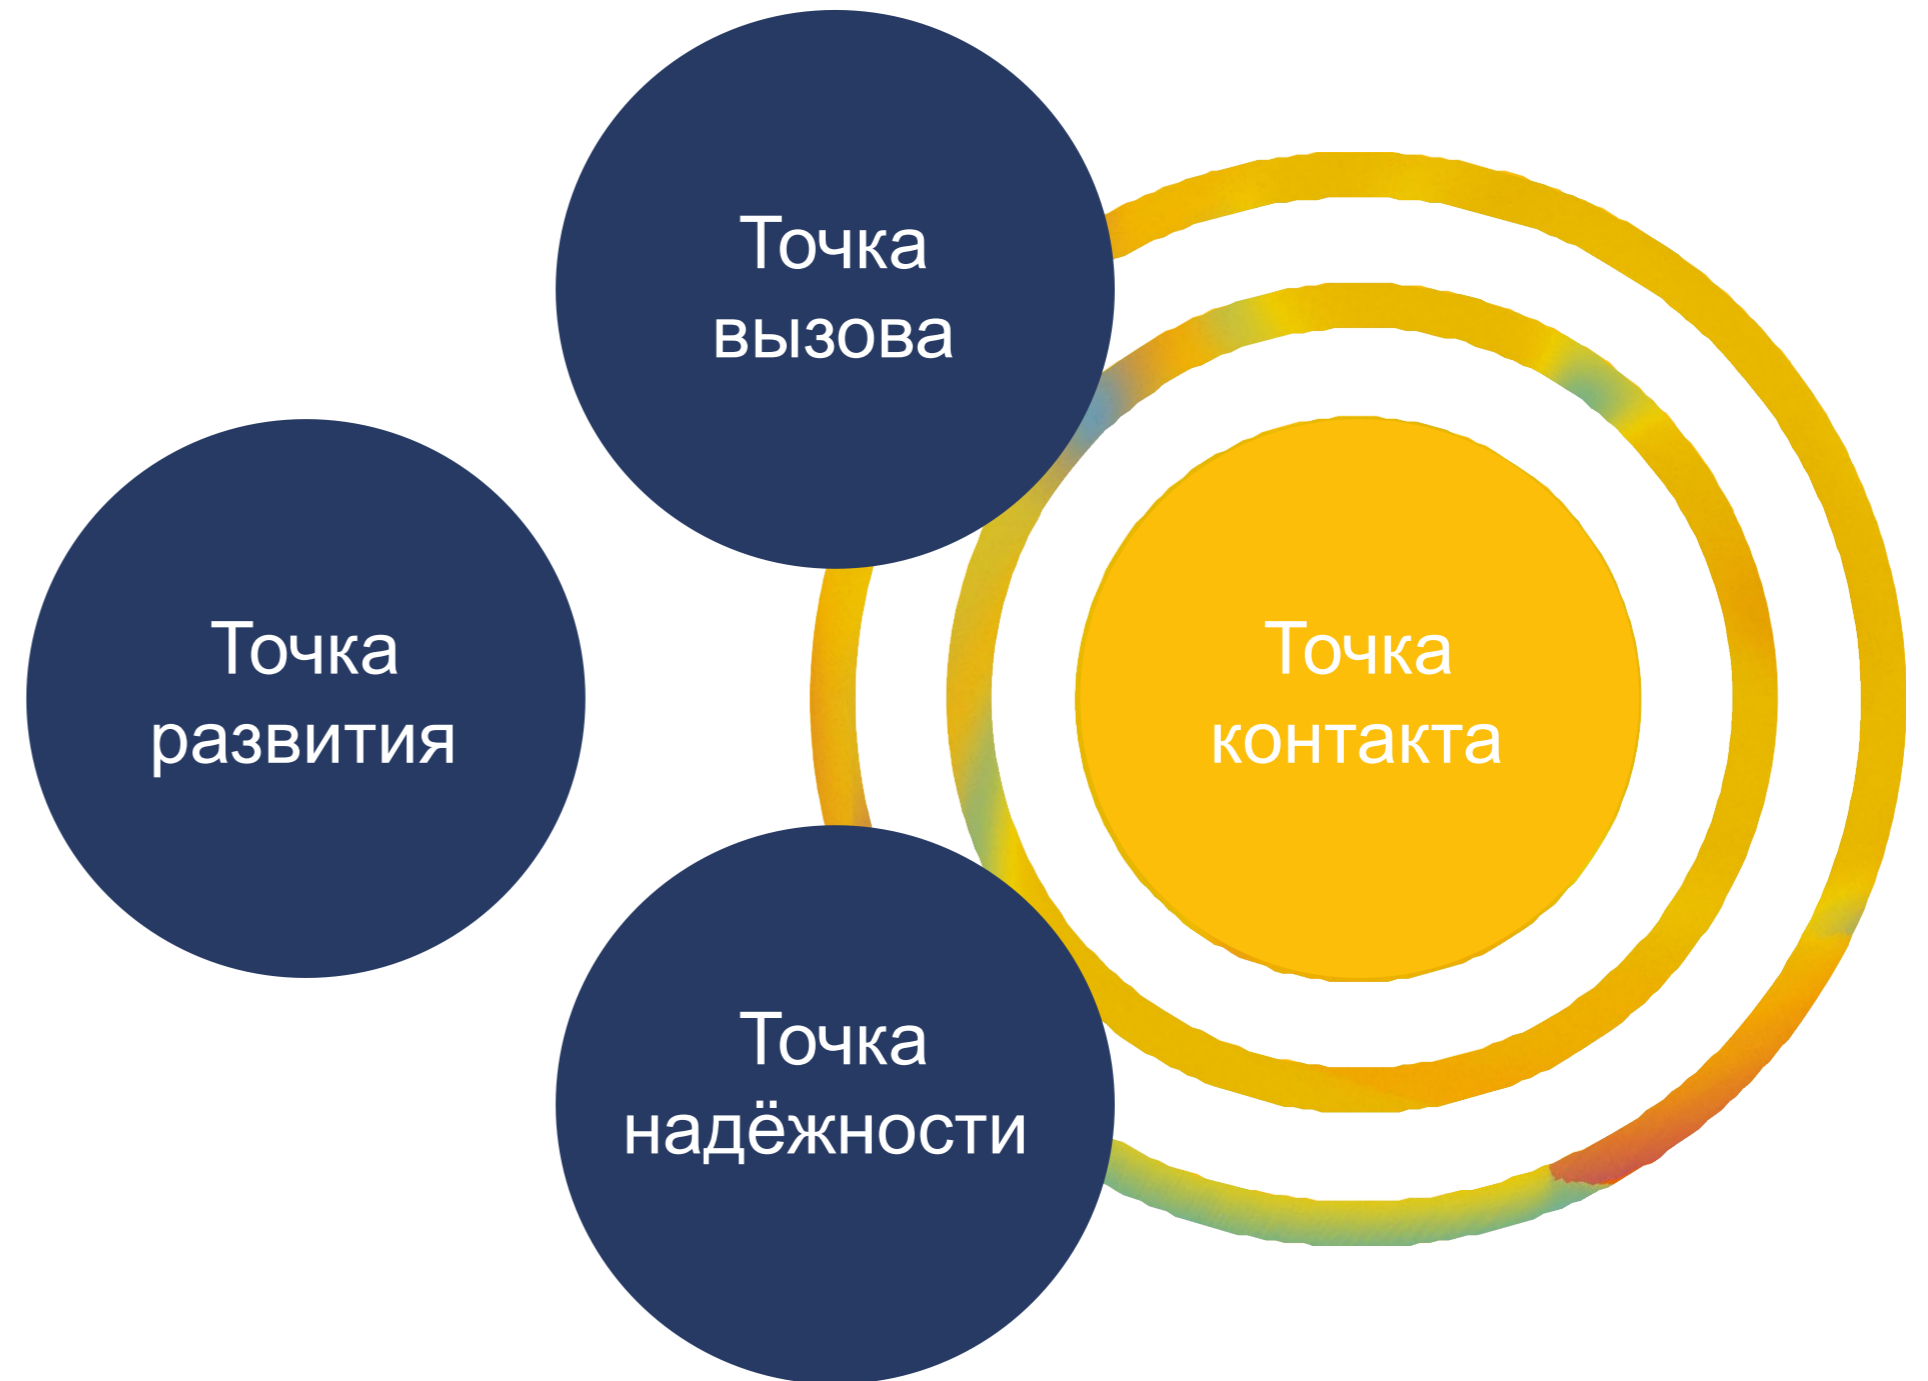 Точка
вызова
Точка
развития
Точка
контакта
Точка
надёжности